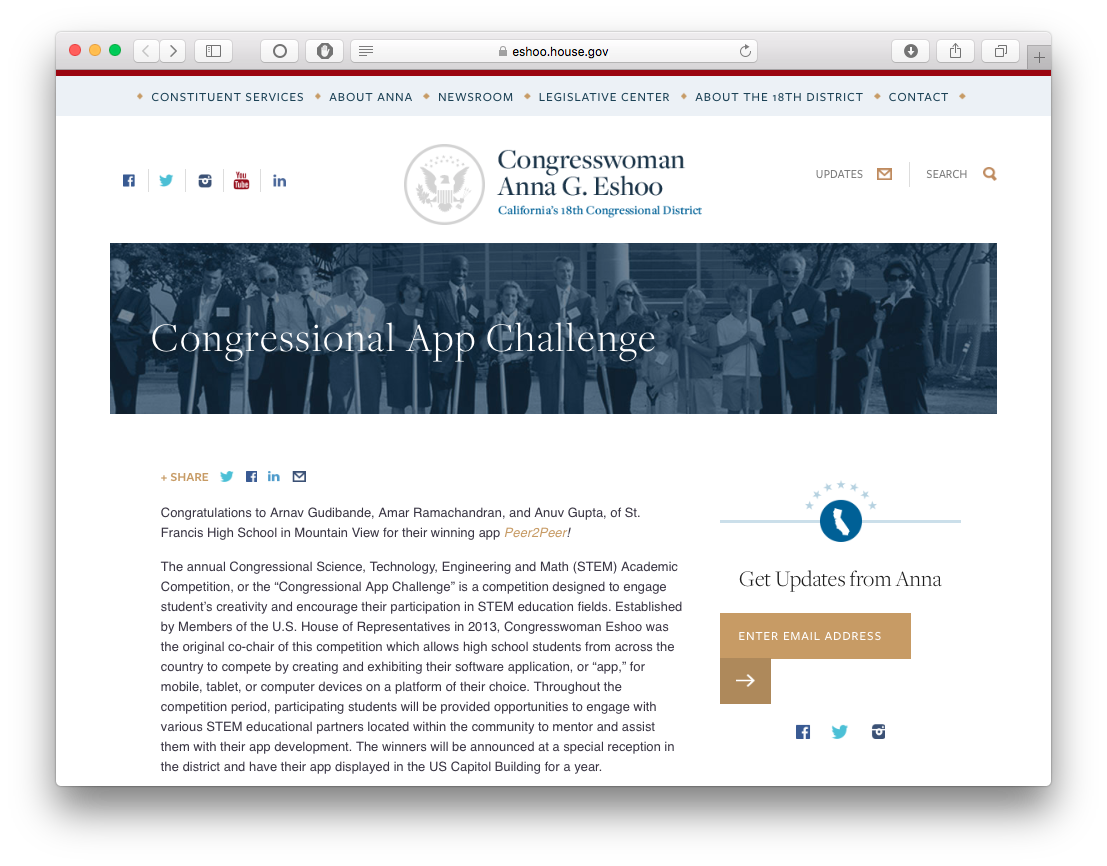 eshoo.house.gov
CONSTITUENT SERVICES ABOUT ANNA NEWSROOM LEGISLATIVE CENTER ABOUT THE 18TH DISTRICT CONTACT
You Tube
Congresswoman
Anna G. Eshoo
California's 18th Congressional District
UPDATES SEARCH
Congressional App Challenge
+ SHARE
Congratulations to Arnav Gudibande, Amar Ramachandran, and Anuv Gupta, of St.
Francis High School in Mountain View for their winning app Peer2Peer!
The annual Congressional Science, Technology, Engineering and Math (STEM) Academic
Competition, or the “Congressional App Challenge” is a competition designed to engage
student’s creativity and encourage their participation in STEM education fields. Established
by Members of the U.S. House of Representatives in 2013, Congresswoman Eshoo was
the original co-chair of this competition which allows high school students from across the
country to compete by creating and exhibiting their software application, or “app,” for
mobile, tablet, or computer devices on a platform of their choice. Throughout the
competition period, participating students will be provided opportunities to engage with
various STEM educational partners located within the community to mentor and assist
them with their app development. The winners will be announced at a special reception in
the district and have their app displayed in the US Capitol Building for a year.
Get Updates from Anna
ENTER EMAIL ADDRESS